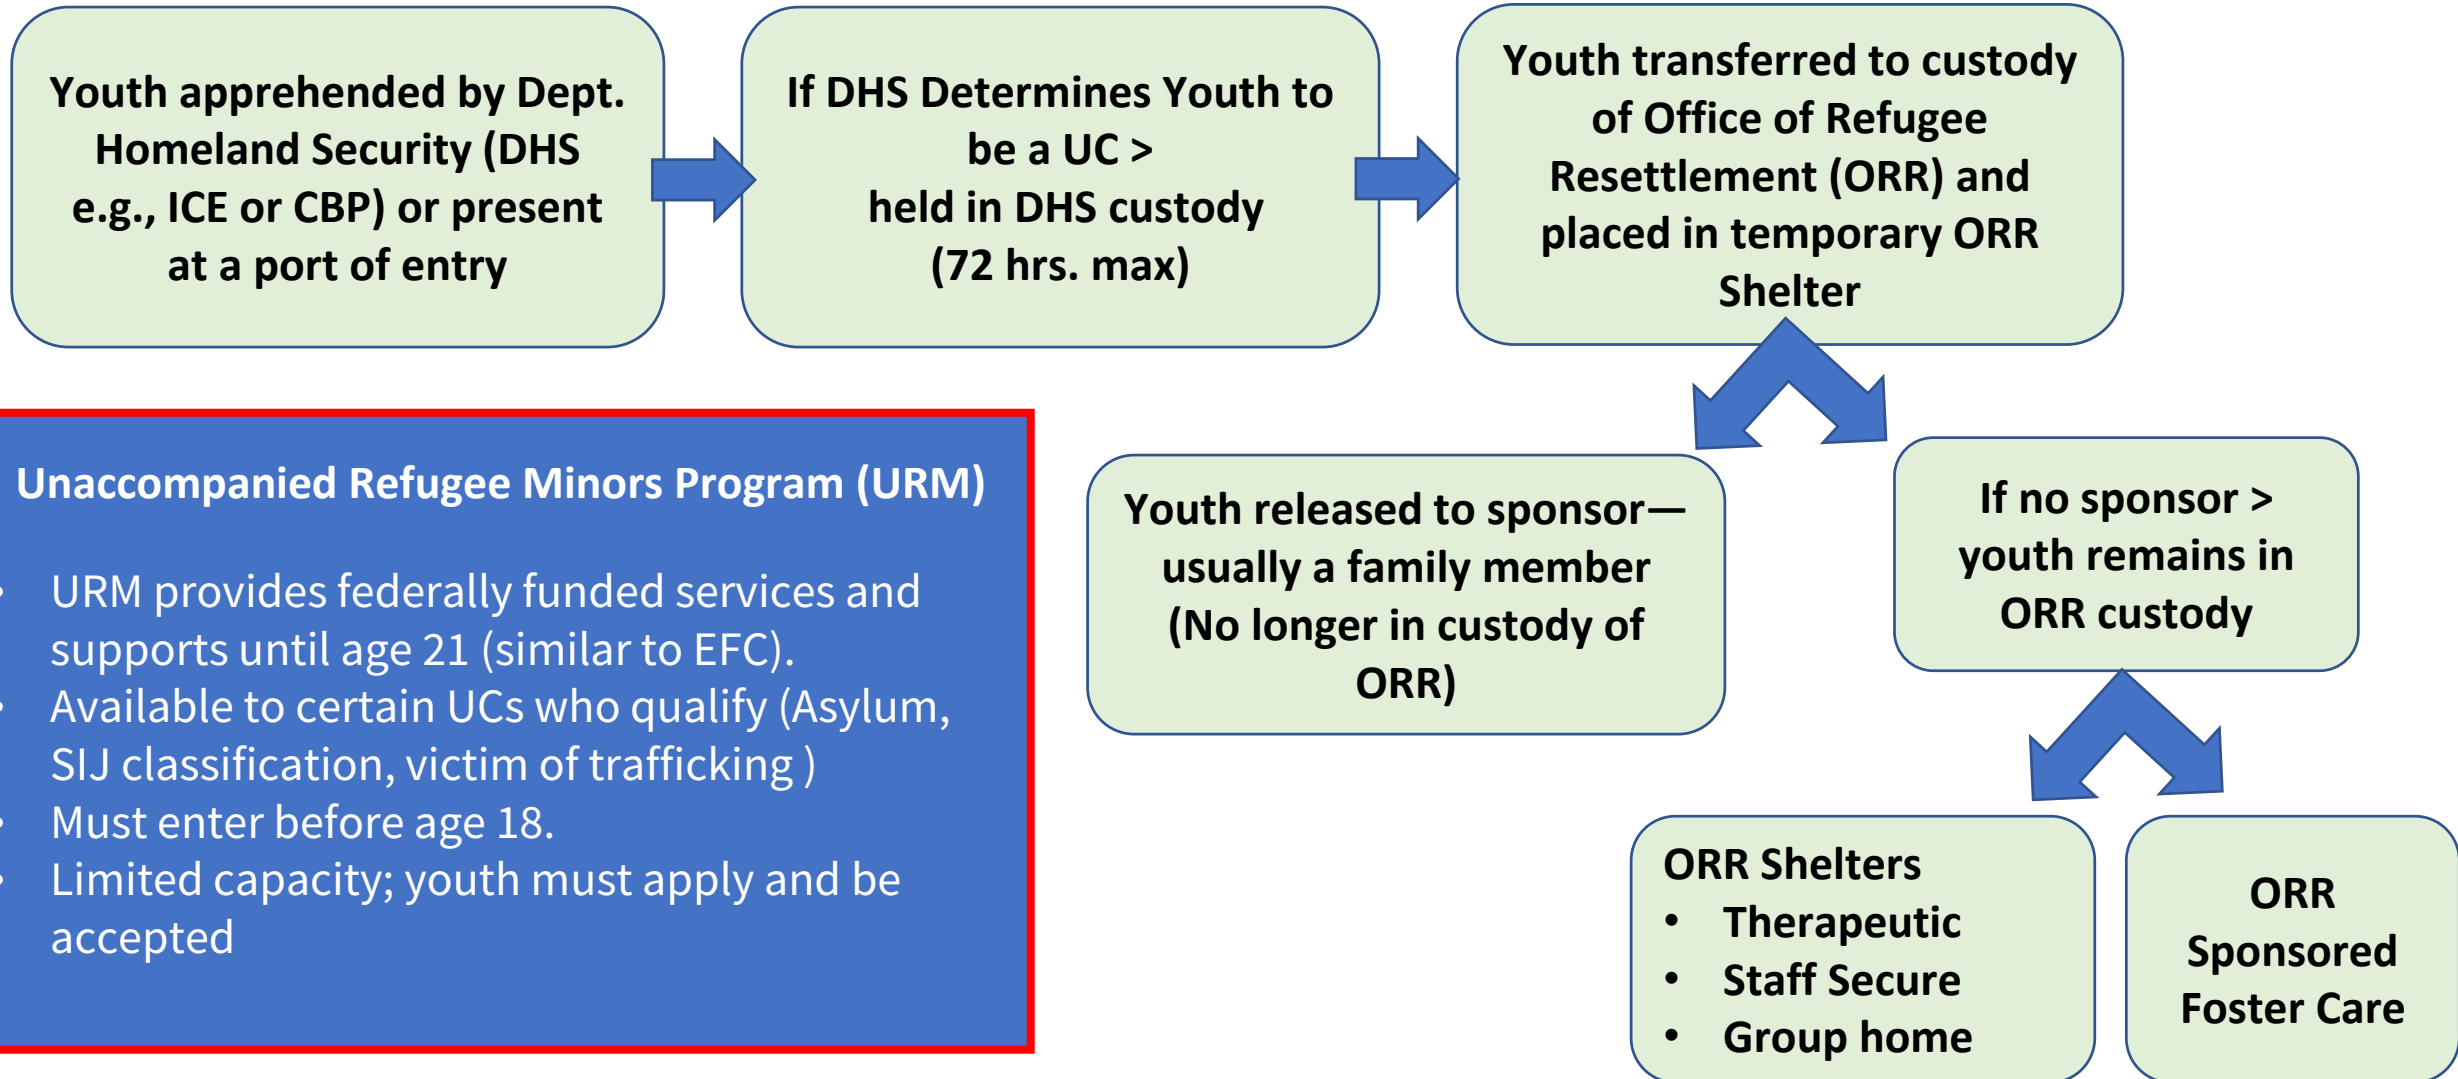 Youth apprehended by Dept.
Homeland Security (DHS
e.g., ICE or CBP) or present
at a port of entry
If DHS Determines Youth to
be a UC >
held in DHS custody
(72 hrs. max)
Youth transferred to custody
of Office of Refugee
Resettlement (ORR) and
placed in temporary ORR
Shelter
Unaccompanied Refugee Minors Program (URM)
• URM provides federally funded services and
supports until age 21 (similar to EFC).
• Available to certain UCs who qualify (Asylum,
SIJ classification, victim of trafficking )
• Must enter before age 18.
• Limited capacity; youth must apply and be
accepted
Youth released to sponsor—
usually a family member
(No longer in custody of
ORR)
If no sponsor >
youth remains in
ORR custody
ORR Shelters
• Therapeutic
• Staff Secure
• Group home
ORR
Sponsored
Foster Care